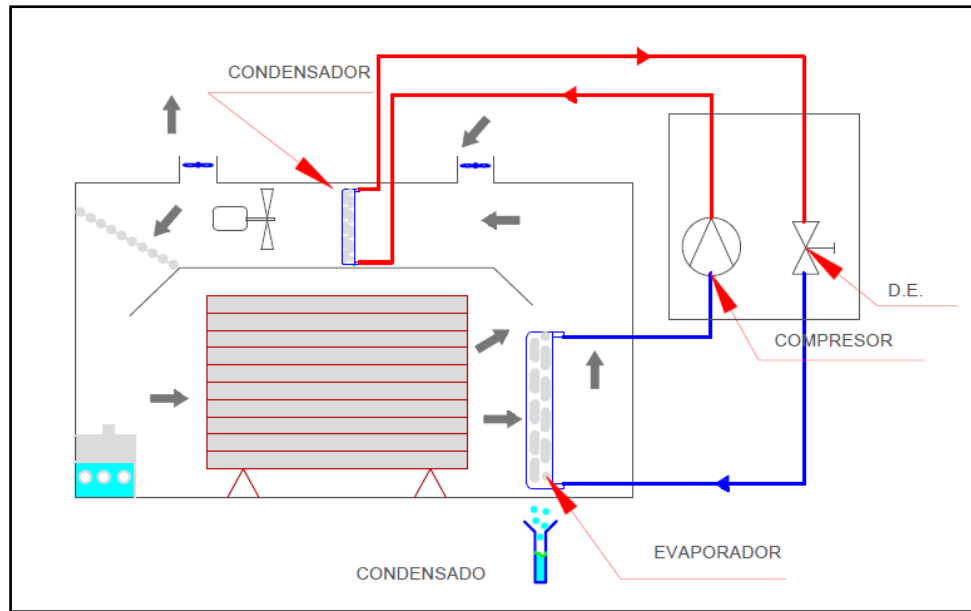 CONDENSADOR
D.E.
COMPRESOR
EVAPORADOR
CONDENSADO